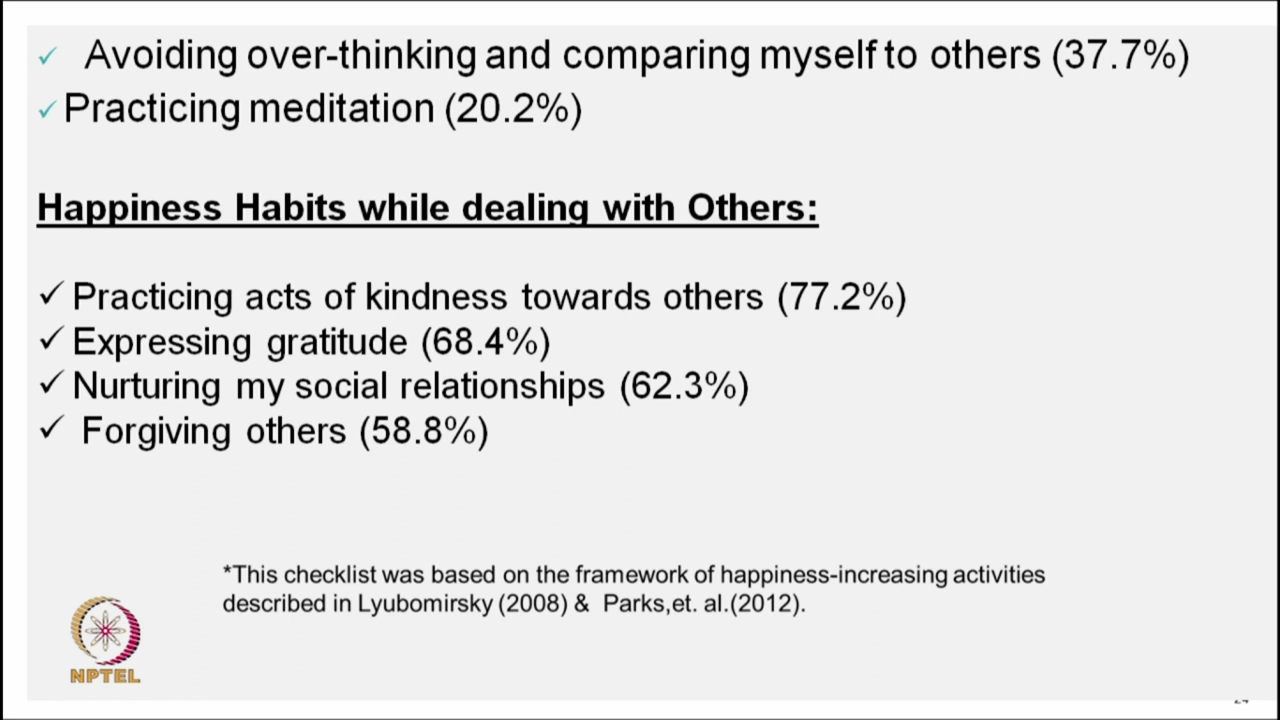 ✓ Avoiding over-thinking and comparing myself to others (37.7%)
✓ Practicing meditation (20.2%)
Happiness Habits while dealing with Others:
✓ Practicing acts of kindness towards others (77.2%)
✓ Expressing gratitude (68.4%)
✓ Nurturing my social relationships (62.3%)
✓ Forgiving others (58.8%)
*This checklist was based on the framework of happiness-increasing activities
described in Lyubomirsky (2008) & Parks,et. al.(2012).
NPTEL